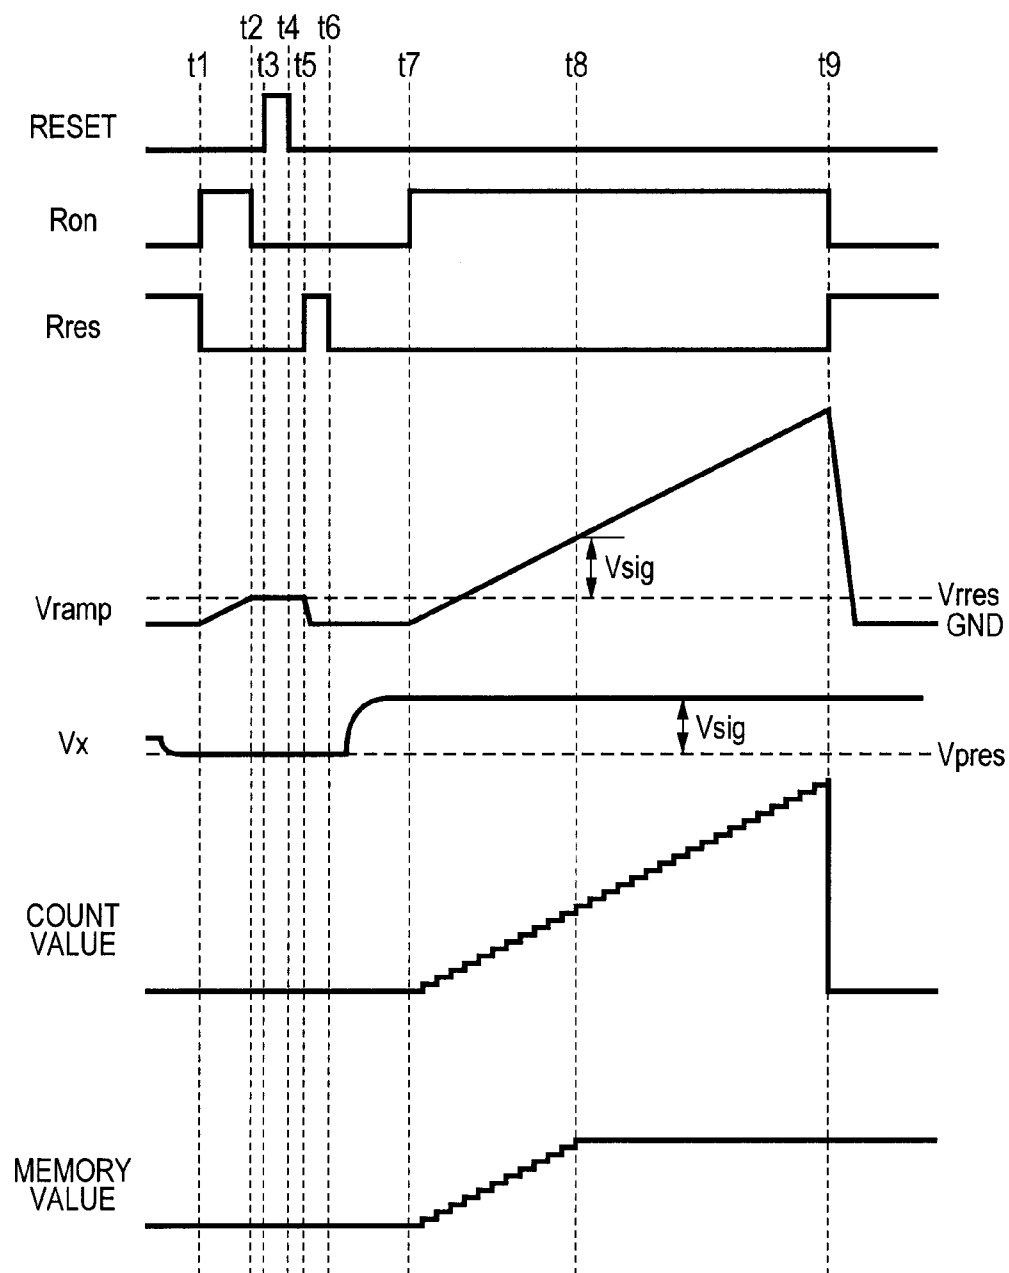 t2 t4 t6
t1 t3 t5 t7 t8 t9
RESET
Ron
Rres
Vsig
Vramp
Vrres
GND
Vx
Vsig
Vpres
COUNT
VALUE
MEMORY
VALUE